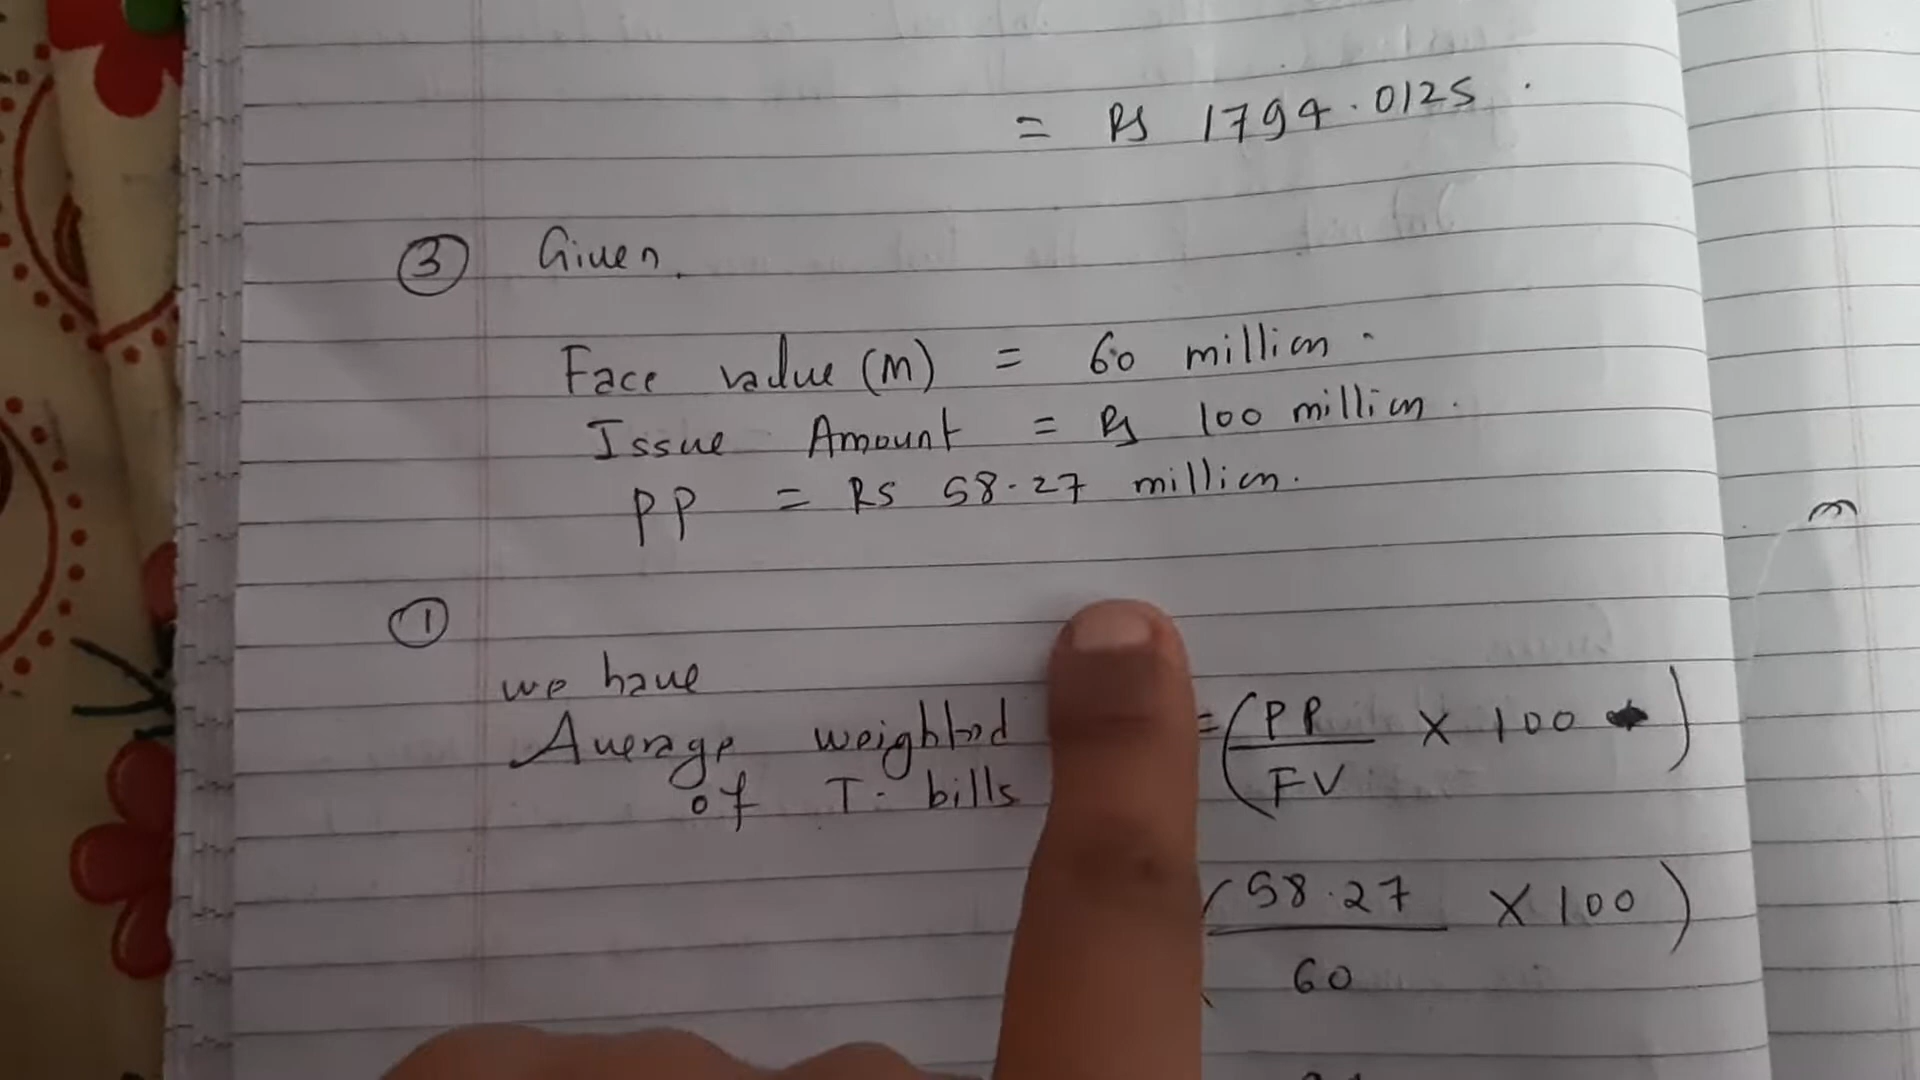 = Rs 1794.0125.
③ Given,
Face value (M) = 60 million.
Issue Amount = Rs 100 million.
PP = RS 58.27 million.
①
we have
Average weighted = (PP/FV × 100)
of T. bills
(58.27/60 × 100)